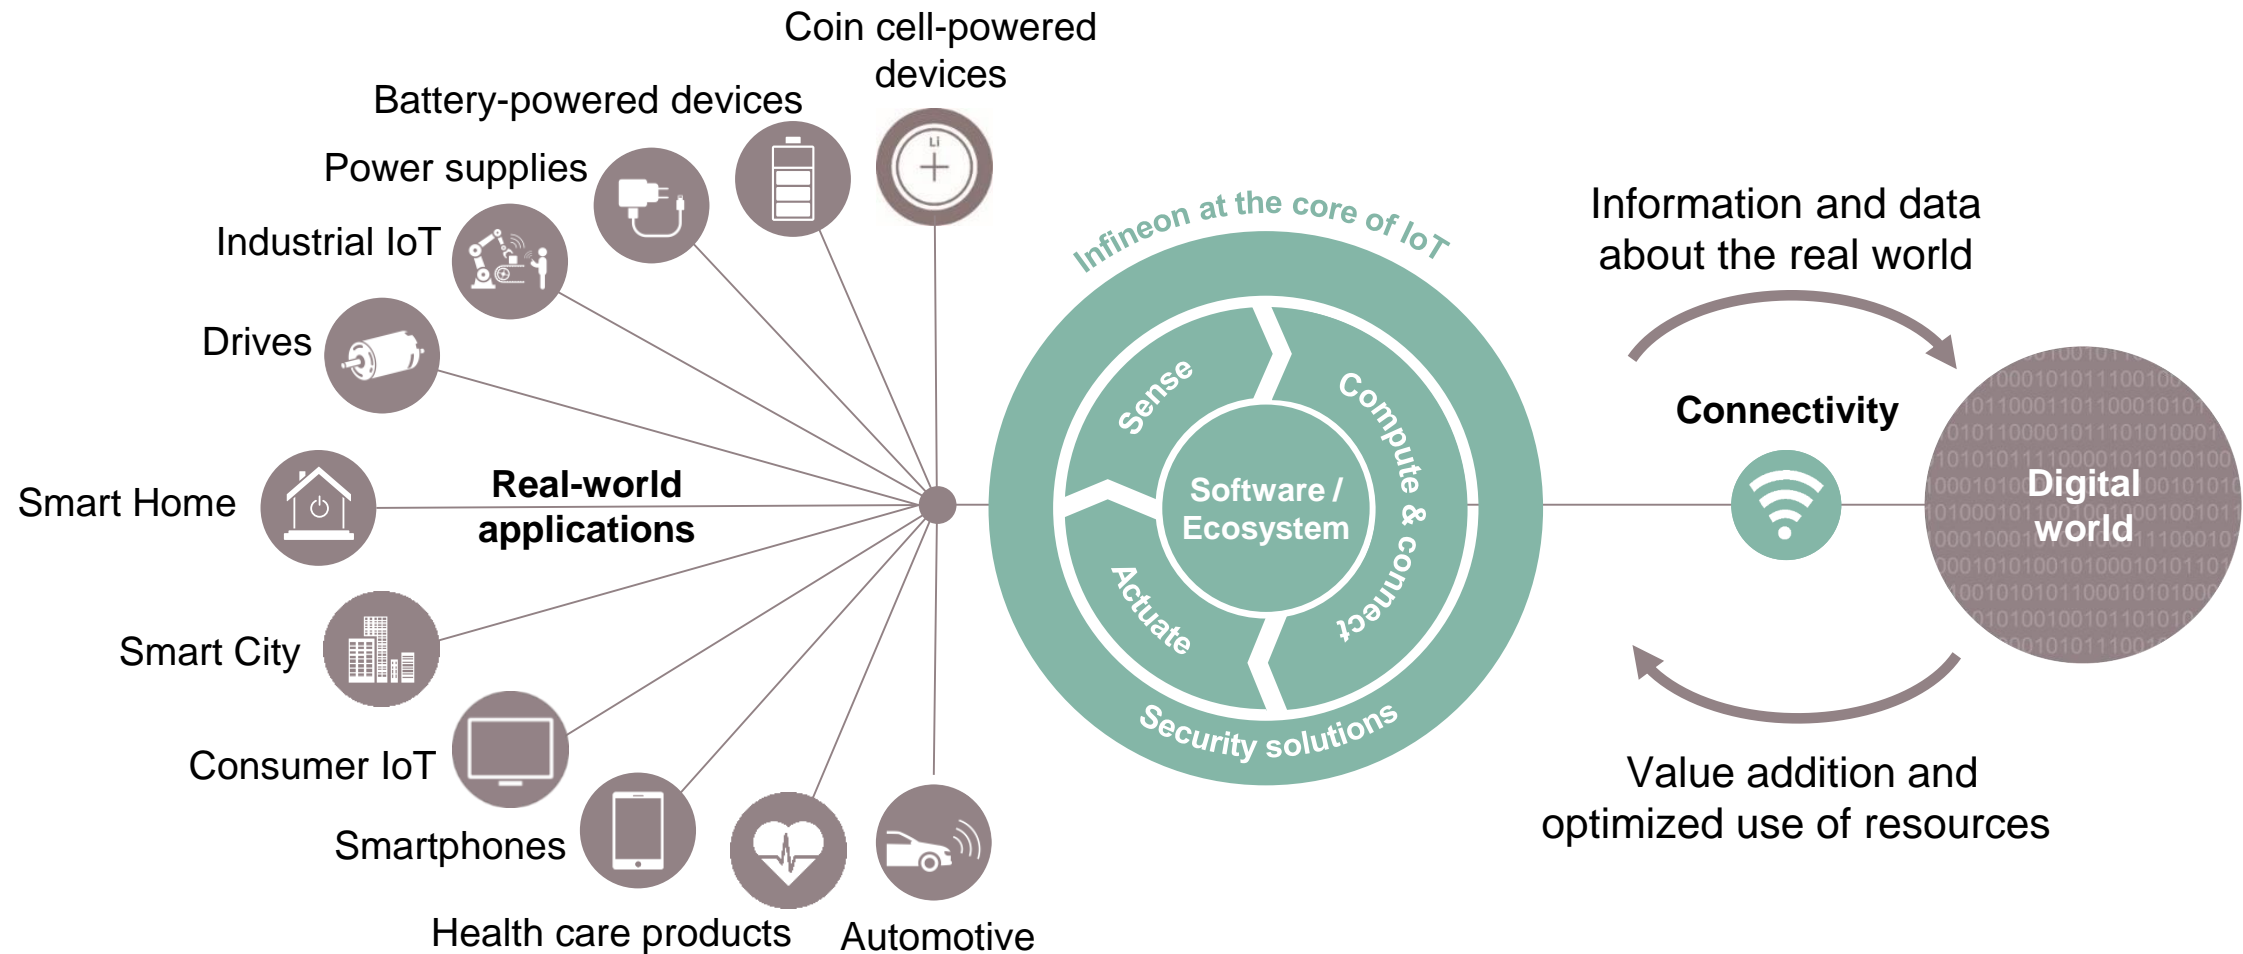 Coin cell-powered
devices
Battery-powered devices
Power supplies
Industrial IoT
Drives
Smart Home
Smart City
Consumer IoT
Smartphones
Health care products
Automotive
Li
Real-world
applications
Infineon at the core of IoT
Sense
Compute & connect
Actuate
Software /
Ecosystem
Security solutions
Information and data
about the real world
Connectivity
Digital
world
Value addition and
optimized use of resources